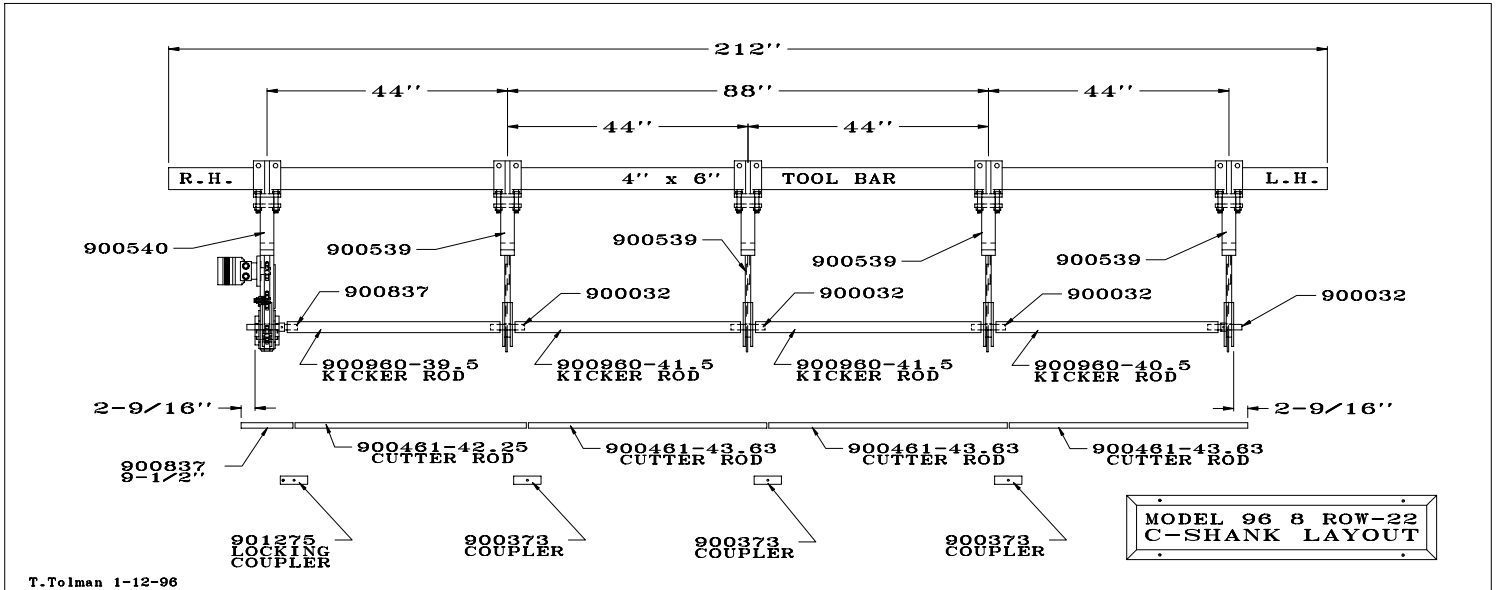 212''
44'' 88'' 44''
44'' 44''
R.H. 4'' x 6'' TOOL BAR L.H.
900540
900539
900539
900539
900539
900837
900032
900032
900032
900032
900960-39.5
KICKER ROD
900960-41.5
KICKER ROD
900960-41.5
KICKER ROD
900960-40.5
KICKER ROD
2-9/16''
2-9/16''
900837
9-1/2''
900461-42.25
CUTTER ROD
900461-43.63
CUTTER ROD
900461-43.63
CUTTER ROD
900461-43.63
CUTTER ROD
901275
LOCKING
COUPLER
900373
COUPLER
900373
COUPLER
900373
COUPLER
MODEL 96 8 ROW-22
C-SHANK LAYOUT
T.Tolman 1-12-96